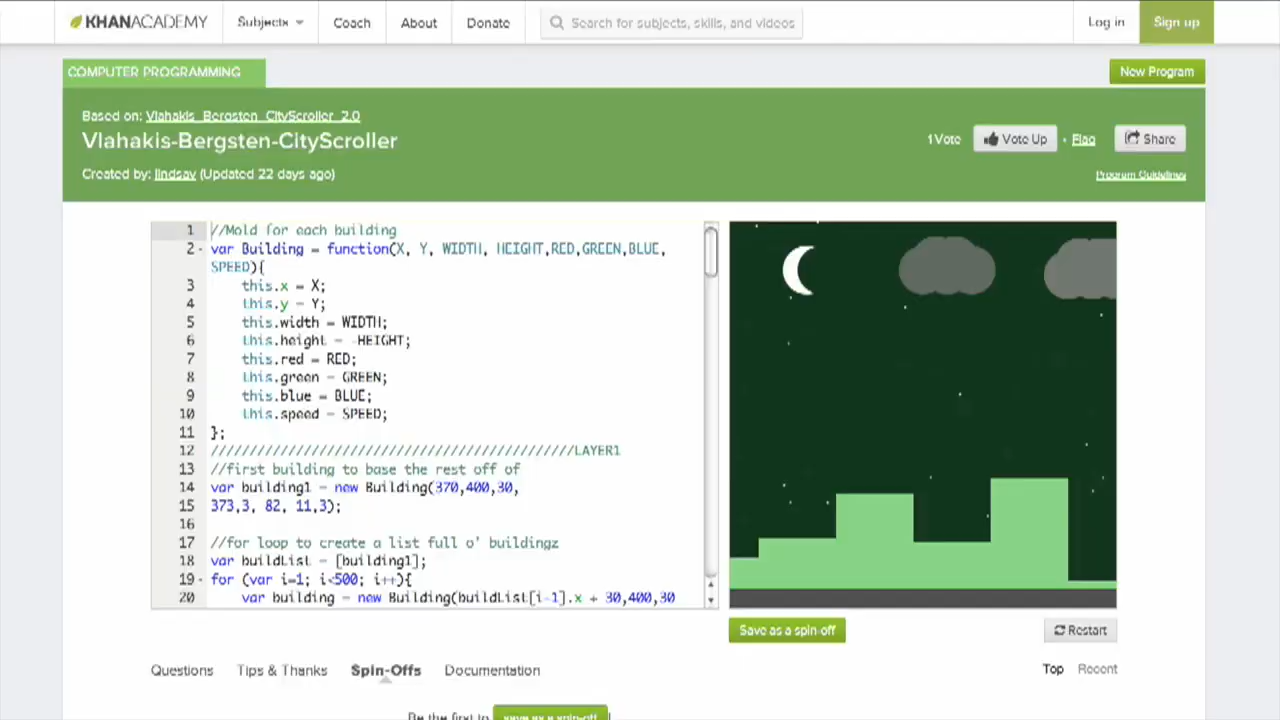 KHANACADEMY Subjects Coach About Donate Search for subjects, skills, and videos Log in Sign up
COMPUTER PROGRAMMING New Program
Based on: Vlahakis_Bergsten_CityScroller_2.0
Vlahakis-Bergsten-CityScroller
1 Vote Vote Up • Flag Share
Created by: lindsay (Updated 22 days ago)
Program Guidelines
1 //Mold for each building
2 var Building = function(X, Y, WIDTH, HEIGHT,RED,GREEN,BLUE,
SPEED){
3 this.x = X;
4 this.y = Y;
5 this.width = WIDTH;
6 this.height = -HEIGHT;
7 this.red = RED;
8 this.green = GREEN;
9 this.blue = BLUE;
10 this.speed = SPEED;
11 };
12 ///////////////////////////////////////////////LAYER1
13 //first building to base the rest off of
14 var building1 = new Building(370,400,30,
15 373,3, 82, 11,3);
16
17 //for loop to create a list full o' buildingz
18 var buildList = [building1];
19 for (var i=1; i<500; i++){
20 var building = new Building(buildList[i-1].x + 30,400,30
Save as a spin-off Restart
Questions Tips & Thanks Spin-Offs Documentation Top Recent
Be the first to save as a spin-off!